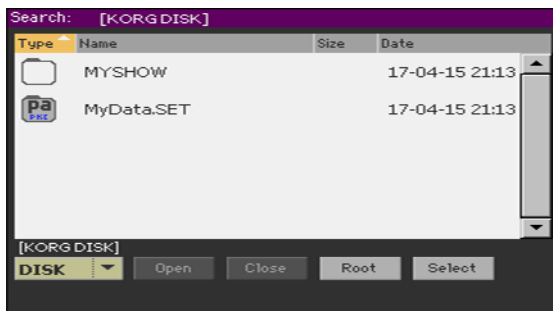 Search: [KORG DISK]
Type Name Size Date
MYSHOW 17-04-15 21:13
pa PKG MyData.SET 17-04-15 21:13
[KORG DISK]
DISK Open Close Root Select